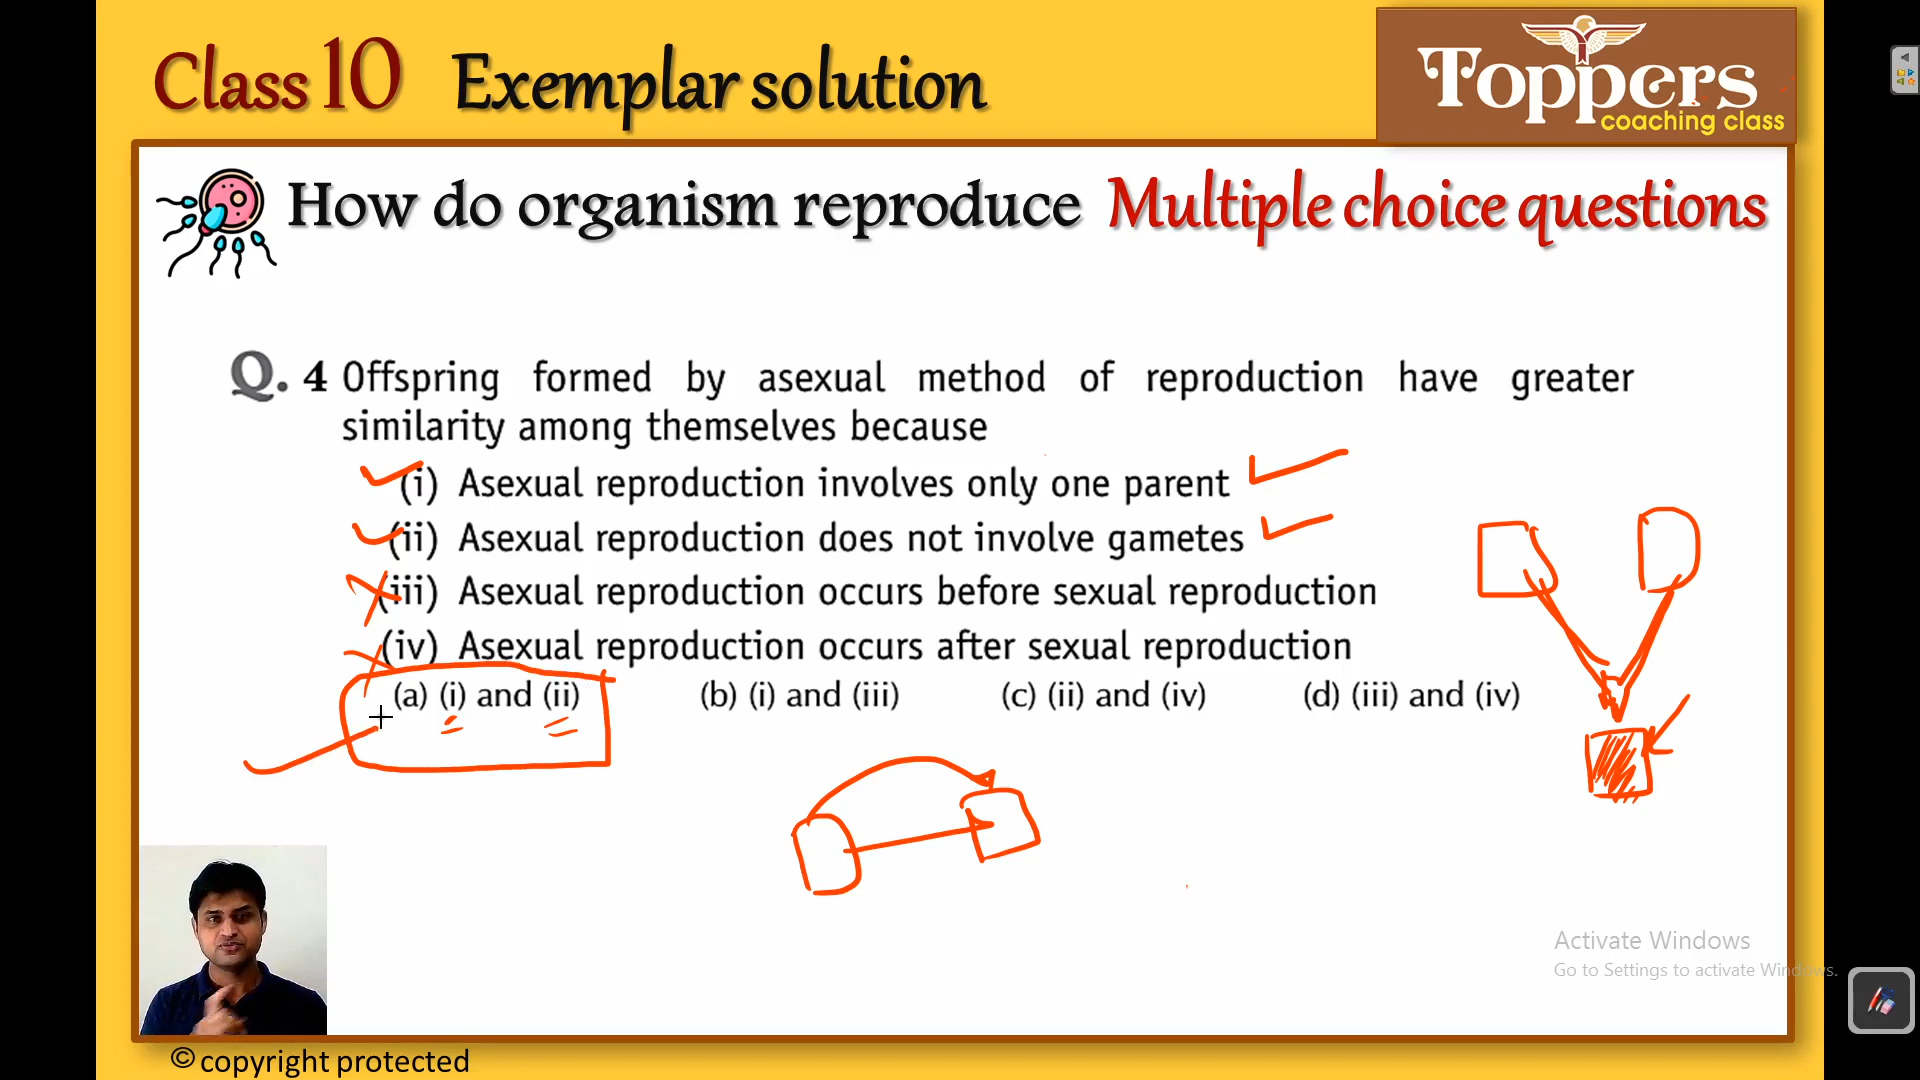 Class 10 Exemplar solution
Toppers
coaching class
How do organism reproduce Multiple choice questions
Q. 4 Offspring formed by asexual method of reproduction have greater
similarity among themselves because
(i) Asexual reproduction involves only one parent
(ii) Asexual reproduction does not involve gametes
(iii) Asexual reproduction occurs before sexual reproduction
(iv) Asexual reproduction occurs after sexual reproduction
(a) (i) and (ii) (b) (i) and (iii) (c) (ii) and (iv) (d) (iii) and (iv)
Activate Windows
Go to Settings to activate Windows.
© copyright protected